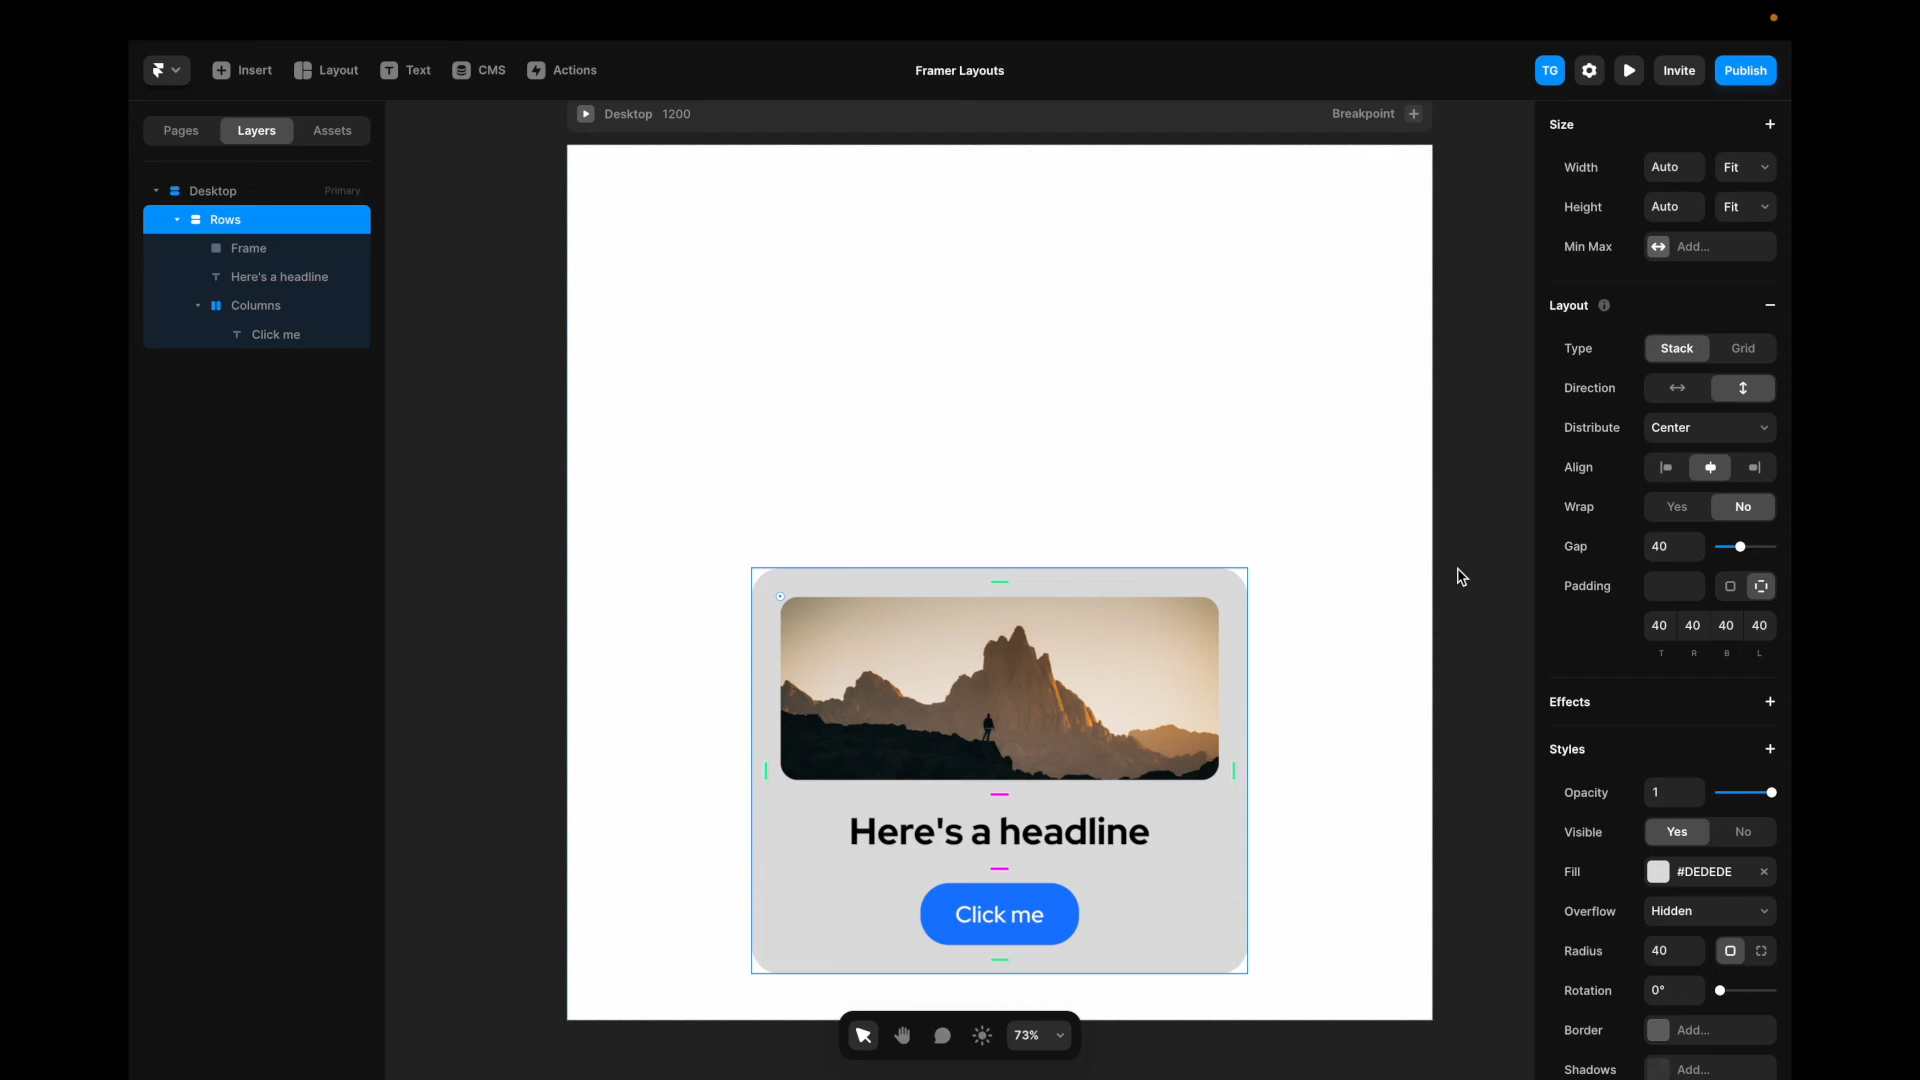 Insert Layout Text CMS Actions
Framer Layouts
TG Invite Publish
Pages Layers Assets
Desktop Primary
Rows
Frame
Here's a headline
Columns
Click me
Desktop 1200
Breakpoint
Here's a headline
Click me
73%
Size
Width Auto Fit
Height Auto Fit
Min Max Add...
Layout
Type Stack Grid
Direction
Distribute Center
Align
Wrap Yes No
Gap 40
Padding
40 40 40 40
T R B L
Effects
Styles
Opacity 1
Visible Yes No
Fill #DEDEDE
Overflow Hidden
Radius 40
Rotation 0°
Border Add...
Shadows Add...